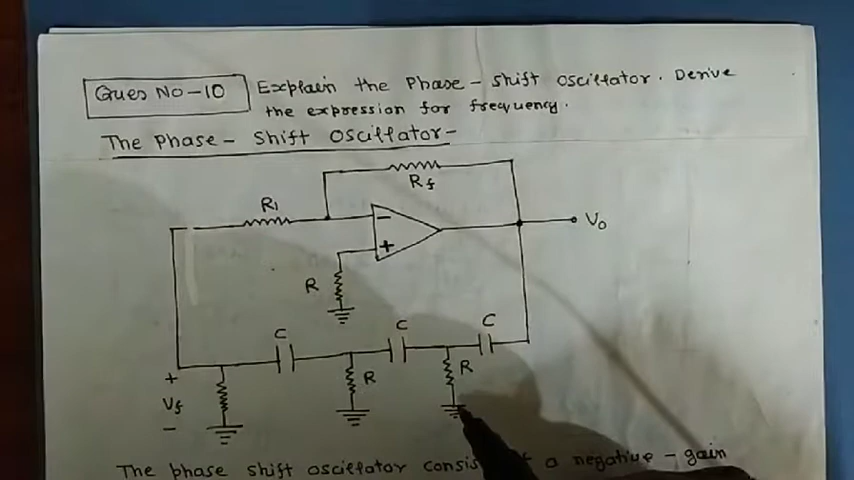 Ques No-10 Explain the Phase-Shift Oscillator. Derive
the expression for frequency.
The Phase-Shift Oscillator-
Rf
R1
−
+
Vo
R
C
C
C
R
R
+
Vf
−
The phase shift oscillator a negative-gain